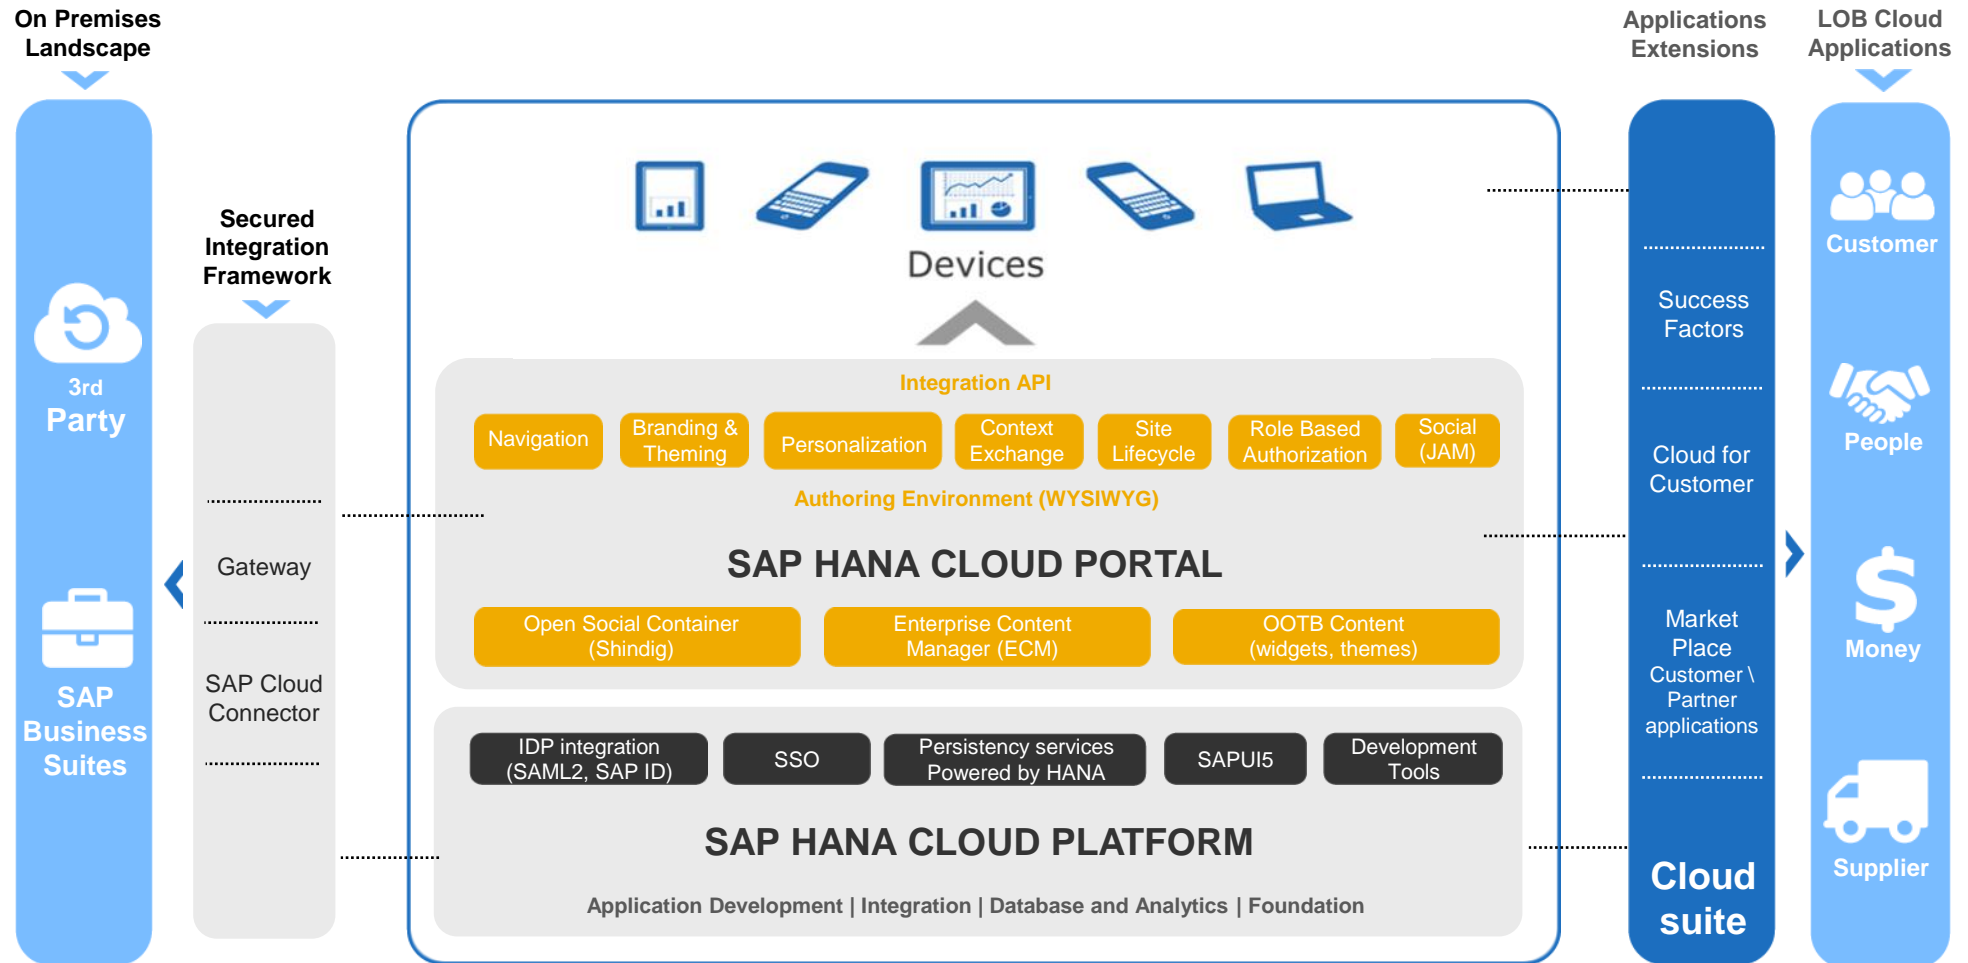 On Premises
Landscape
3rd
Party
SAP
Business
Suites
Secured
Integration
Framework
Gateway
SAP Cloud
Connector
Devices
Integration API
Navigation
Branding &
Theming
Personalization
Context
Exchange
Site
Lifecycle
Role Based
Authorization
Social
(JAM)
Authoring Environment (WYSIWYG)
SAP HANA CLOUD PORTAL
Open Social Container
(Shindig)
Enterprise Content
Manager (ECM)
OOTB Content
(widgets, themes)
IDP integration
(SAML2, SAP ID)
SSO
Persistency services
Powered by HANA
SAPUI5
Development
Tools
SAP HANA CLOUD PLATFORM
Application Development | Integration | Database and Analytics | Foundation
Applications
Extensions
Success
Factors
Cloud for
Customer
Market
Place
Customer \
Partner
applications
Cloud
suite
LOB Cloud
Applications
Customer
People
Money
Supplier